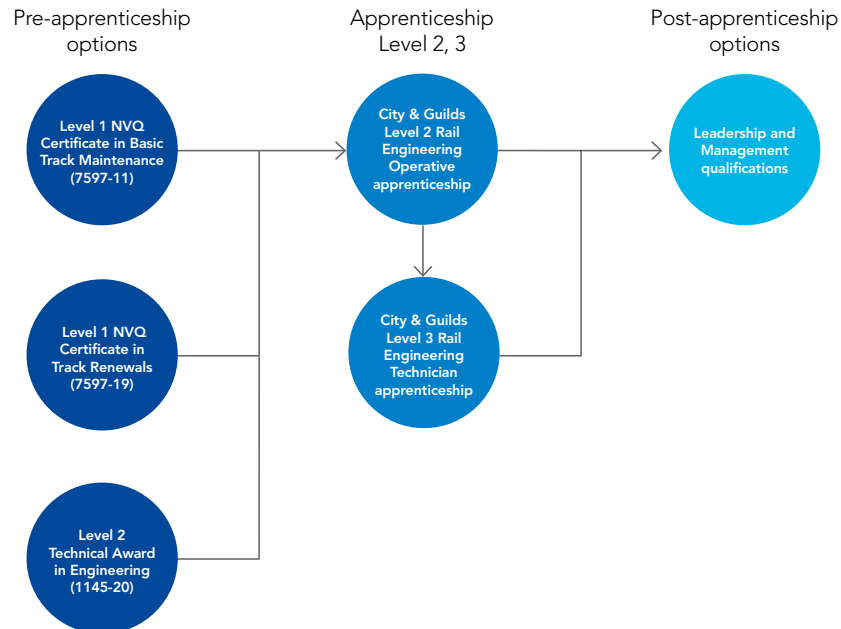 Pre-apprenticeship
options
Apprenticeship
Level 2, 3
Post-apprenticeship
options
Level 1 NVQ
Certificate in Basic
Track Maintenance
(7597-11)
City & Guilds
Level 2 Rail
Engineering
Operative
apprenticeship
Leadership and
Management
qualifications
Level 1 NVQ
Certificate in
Track Renewals
(7597-19)
City & Guilds
Level 3 Rail
Engineering
Technician
apprenticeship
Level 2
Technical Award
in Engineering
(1145-20)